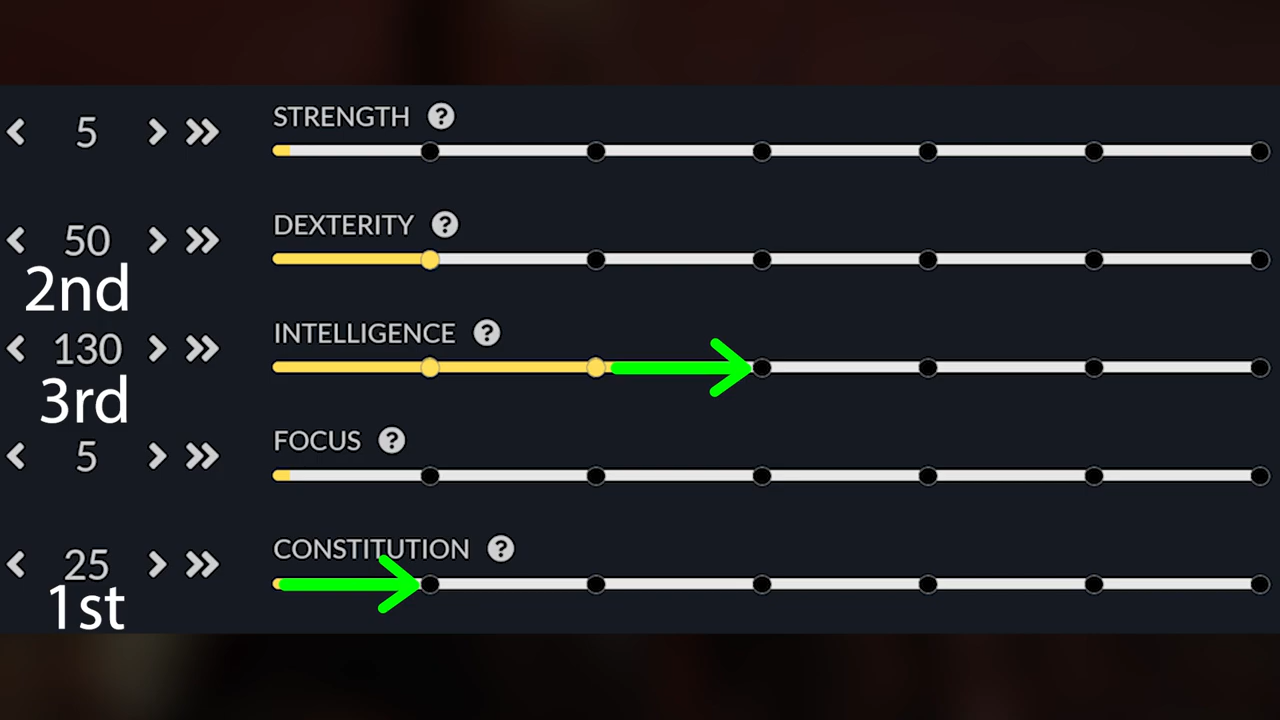 STRENGTH ?
5
DEXTERITY ?
50
2nd
INTELLIGENCE ?
130
3rd
FOCUS ?
5
CONSTITUTION ?
25
1st